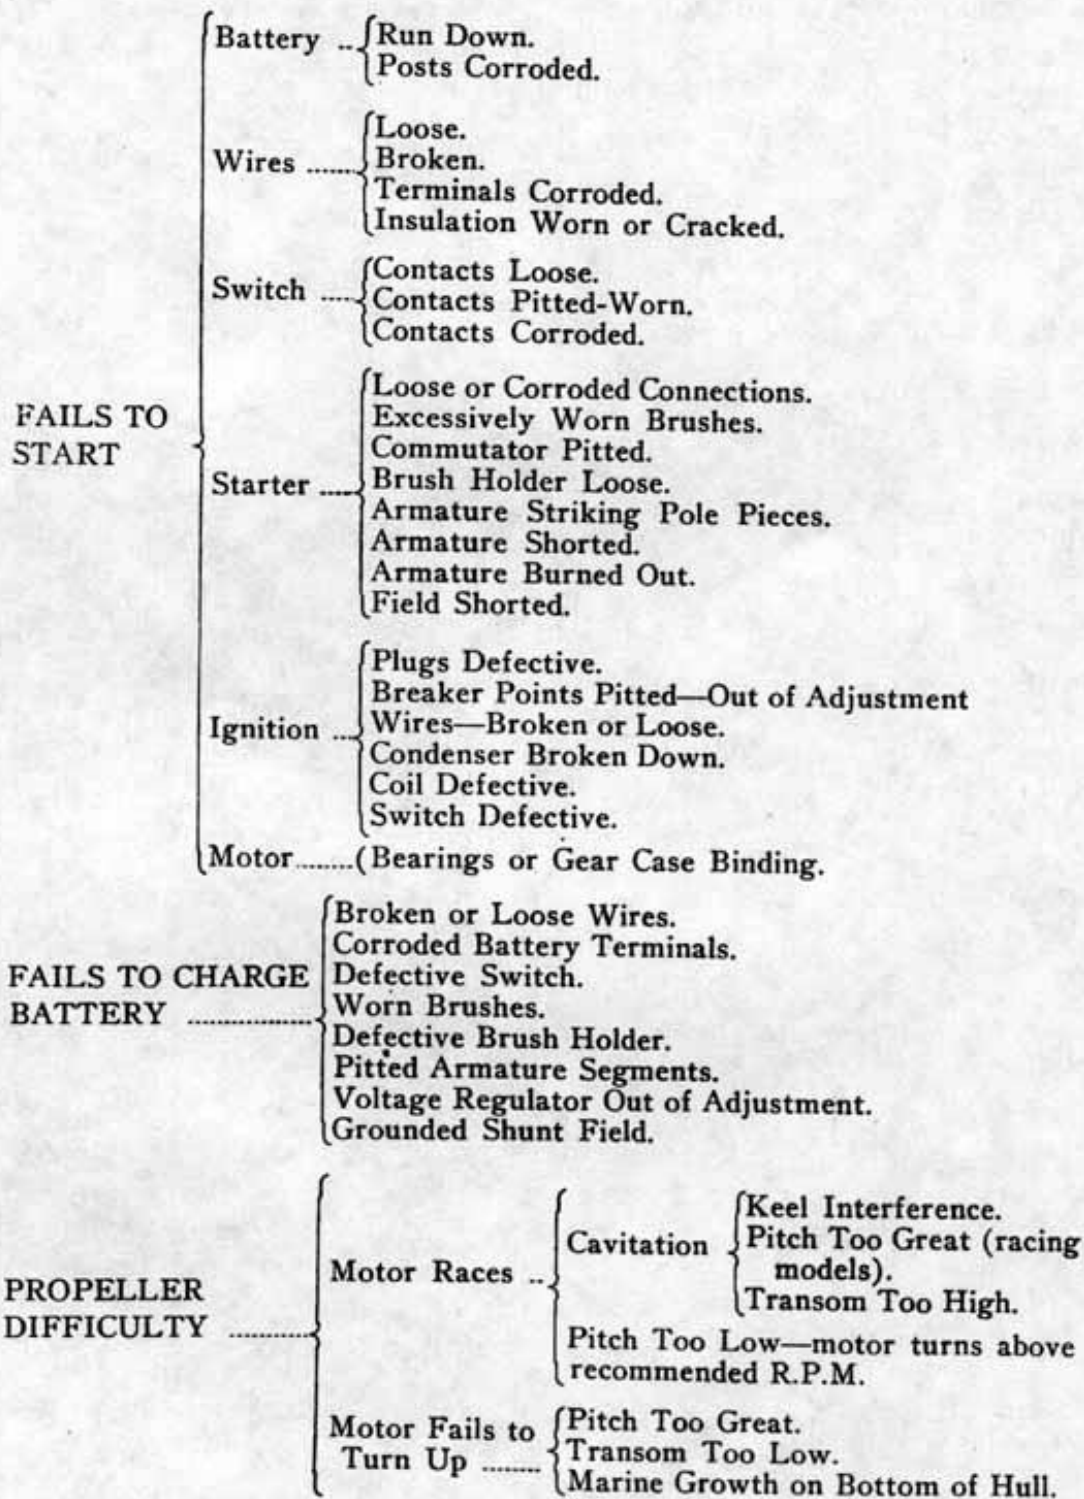 Battery .. Run Down.
Posts Corroded.
Wires ....... Loose.
Broken.
Terminals Corroded.
Insulation Worn or Cracked.
Switch ..... Contacts Loose.
Contacts Pitted-Worn.
Contacts Corroded.
FAILS TO
START
Starter ..... Loose or Corroded Connections.
Excessively Worn Brushes.
Commutator Pitted.
Brush Holder Loose.
Armature Striking Pole Pieces.
Armature Shorted.
Armature Burned Out.
Field Shorted.
Ignition ... Plugs Defective.
Breaker Points Pitted—Out of Adjustment
Wires—Broken or Loose.
Condenser Broken Down.
Coil Defective.
Switch Defective.
Motor........(Bearings or Gear Case Binding.
FAILS TO CHARGE
BATTERY ..................
Broken or Loose Wires.
Corroded Battery Terminals.
Defective Switch.
Worn Brushes.
Defective Brush Holder.
Pitted Armature Segments.
Voltage Regulator Out of Adjustment.
Grounded Shunt Field.
PROPELLER
DIFFICULTY ............
Motor Races ..
Cavitation
Keel Interference.
Pitch Too Great (racing
models).
Transom Too High.
Pitch Too Low—motor turns above
recommended R.P.M.
Motor Fails to
Turn Up ........
Pitch Too Great.
Transom Too Low.
Marine Growth on Bottom of Hull.